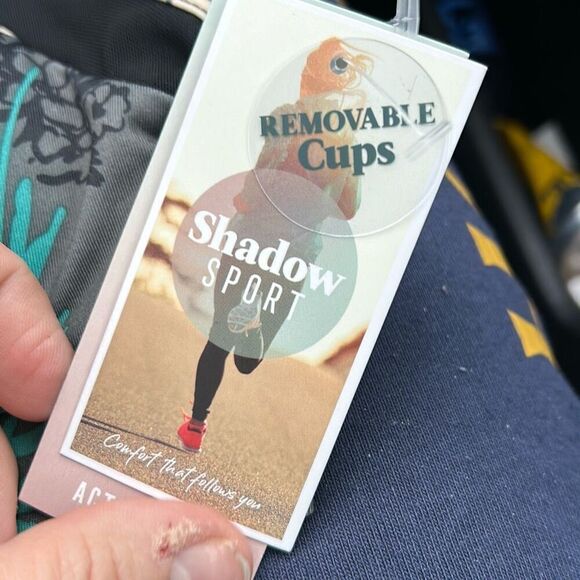 REMOVABLE
Cups
Shadow
SPORT
Comfort that follows you